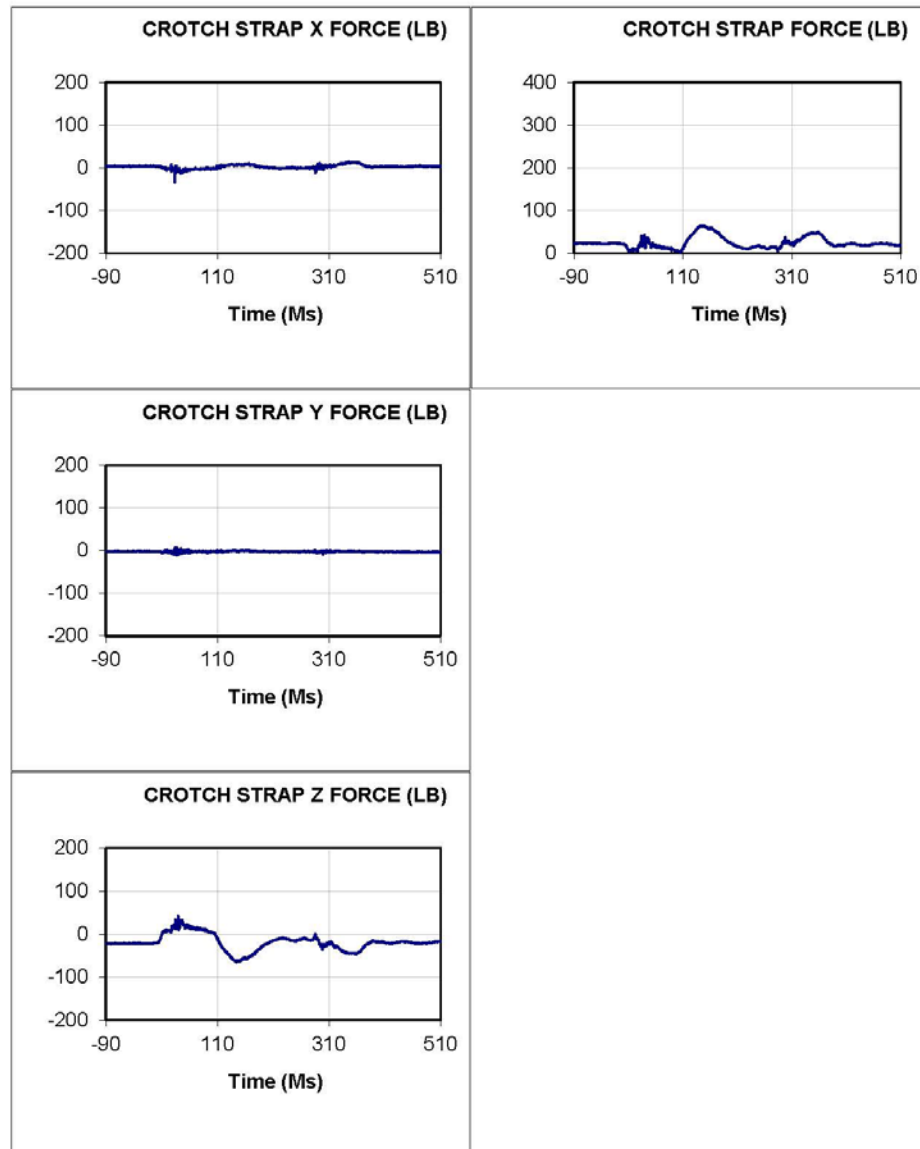 CROTCH STRAP X FORCE (LB)
200
100
0
-100
-200
-90 110 310 510
Time (Ms)
CROTCH STRAP FORCE (LB)
400
300
200
100
0
-90 110 310 510
Time (Ms)
CROTCH STRAP Y FORCE (LB)
200
100
0
-100
-200
-90 110 310 510
Time (Ms)
CROTCH STRAP Z FORCE (LB)
200
100
0
-100
-200
-90 110 310 510
Time (Ms)